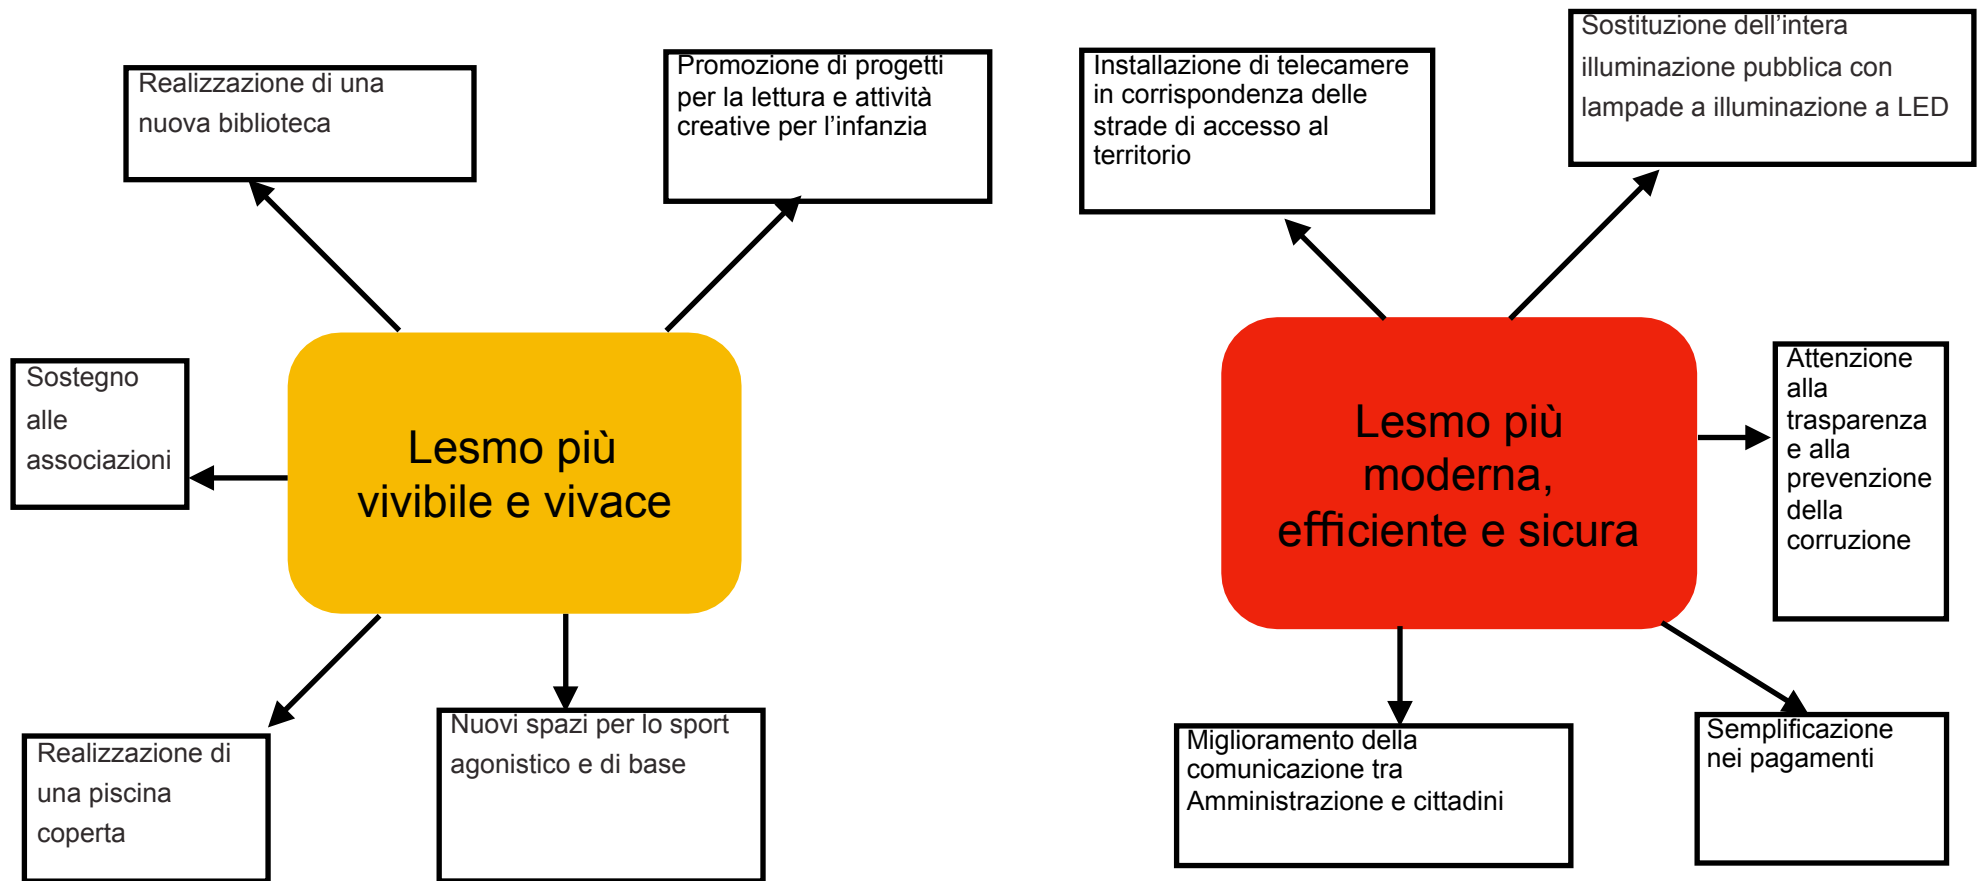 Realizzazione di una
nuova biblioteca
Promozione di progetti
per la lettura e attività
creative per l'infanzia
Sostegno
alle
associazioni
Lesmo più
vivibile e vivace
Realizzazione di
una piscina
coperta
Nuovi spazi per lo sport
agonistico e di base
Installazione di telecamere
in corrispondenza delle
strade di accesso al
territorio
Sostituzione dell'intera
illuminazione pubblica con
lampade a illuminazione a LED
Lesmo più
moderna,
efficiente e sicura
Attenzione
alla
trasparenza
e alla
prevenzione
della
corruzione
Miglioramento della
comunicazione tra
Amministrazione e cittadini
Semplificazione
nei pagamenti